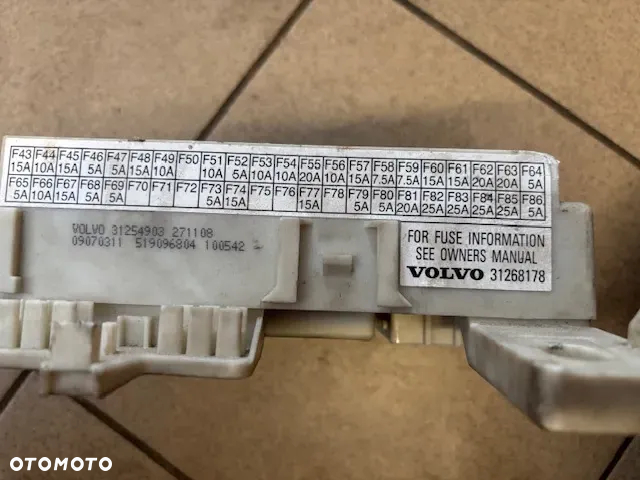 F43 F44 F45 F46 F47 F48 F49 F50 F51 F52 F53 F54 F55 F56 F57 F58 F59 F60 F61 F62 F63 F64
15A 10A 15A 5A 5A 15A 10A 10A 5A 10A 10A 20A 10A 15A 7.5A 7.5A 15A 15A 20A 20A 5A
F65 F66 F67 F68 F69 F70 F71 F72 F73 F74 F75 F76 F77 F78 F79 F80 F81 F82 F83 F84 F85 F86
5A 10A 15A 5A 5A 5A 15A 15A 5A 5A 20A 25A 25A 25A 25A 5A
VOLVO 31254903 271108
09070311 519096804 100542
FOR FUSE INFORMATION
SEE OWNERS MANUAL
VOLVO 31268178
OTOMOTO